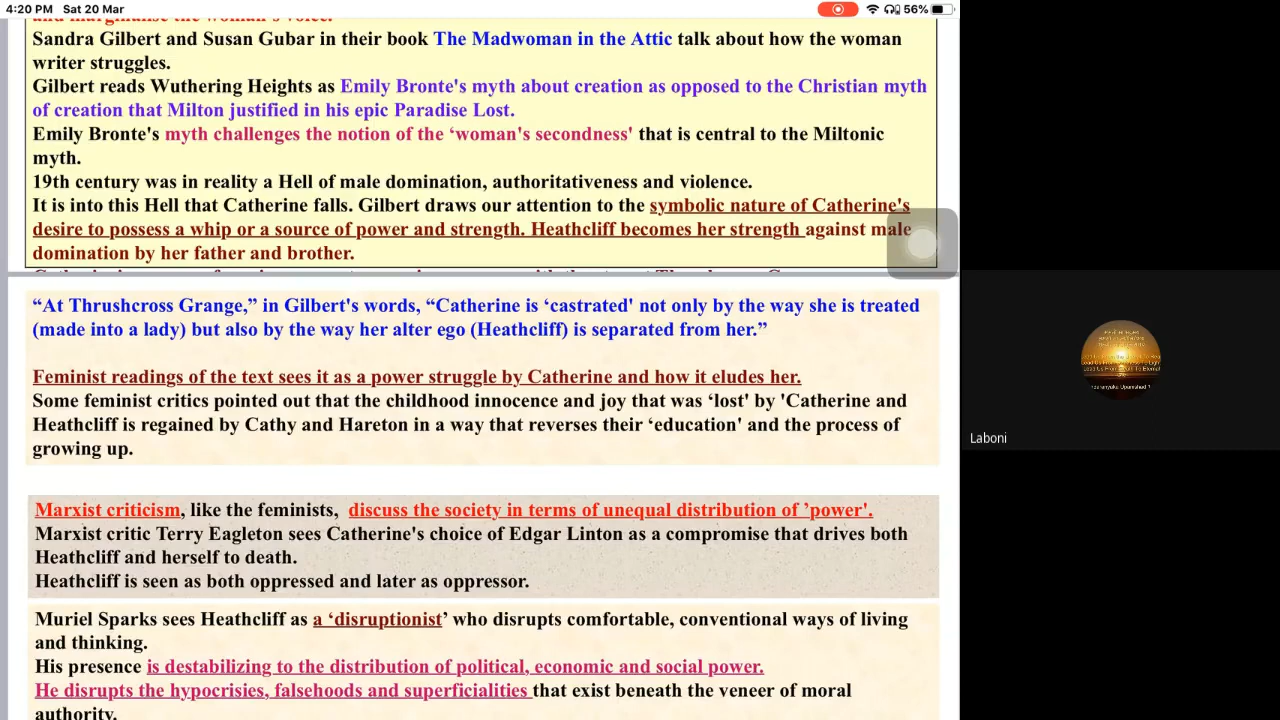 4:20 PM Sat 20 Mar
56%
and marginalise the woman's voice.
Sandra Gilbert and Susan Gubar in their book The Madwoman in the Attic talk about how the woman
writer struggles.
Gilbert reads Wuthering Heights as Emily Bronte's myth about creation as opposed to the Christian myth
of creation that Milton justified in his epic Paradise Lost.
Emily Bronte's myth challenges the notion of the ‘woman's secondness' that is central to the Miltonic
myth.
19th century was in reality a Hell of male domination, authoritativeness and violence.
It is into this Hell that Catherine falls. Gilbert draws our attention to the symbolic nature of Catherine's
desire to possess a whip or a source of power and strength. Heathcliff becomes her strength against male
domination by her father and brother.
“At Thrushcross Grange,” in Gilbert's words, “Catherine is ‘castrated' not only by the way she is treated
(made into a lady) but also by the way her alter ego (Heathcliff) is separated from her.”
Feminist readings of the text sees it as a power struggle by Catherine and how it eludes her.
Some feminist critics pointed out that the childhood innocence and joy that was ‘lost' by 'Catherine and
Heathcliff is regained by Cathy and Hareton in a way that reverses their ‘education' and the process of
growing up.
Marxist criticism, like the feminists, discuss the society in terms of unequal distribution of ’power'.
Marxist critic Terry Eagleton sees Catherine's choice of Edgar Linton as a compromise that drives both
Heathcliff and herself to death.
Heathcliff is seen as both oppressed and later as oppressor.
Muriel Sparks sees Heathcliff as a ‘disruptionist’ who disrupts comfortable, conventional ways of living
and thinking.
His presence is destabilizing to the distribution of political, economic and social power.
He disrupts the hypocrisies, falsehoods and superficialities that exist beneath the veneer of moral
authority.
Laboni